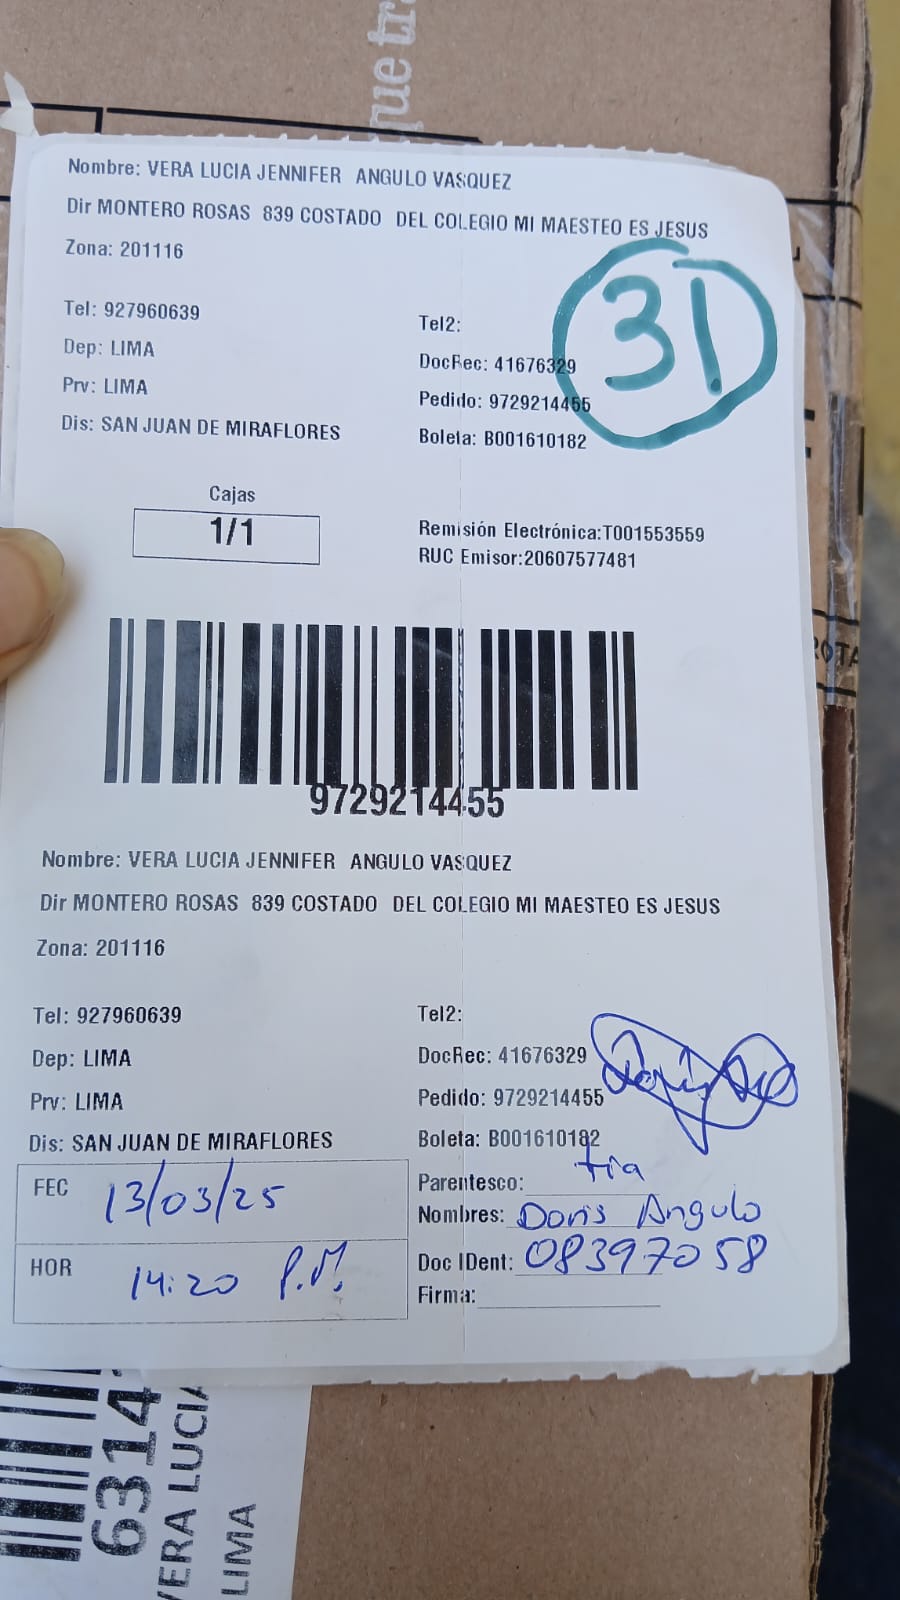 que tr
Nombre: VERA LUCIA JENNIFER ANGULO VASQUEZ
Dir MONTERO ROSAS 839 COSTADO DEL COLEGIO MI MAESTEO ES JESUS
Zona: 201116
31
Tel: 927960639
Tel2:
Dep: LIMA
DocRec: 41676329
Prv: LIMA
Pedido: 9729214455
Dis: SAN JUAN DE MIRAFLORES
Boleta: B001610182
Cajas
1/1
Remisión Electrónica:T001553559
RUC Emisor:20607577481
9729214455
Nombre: VERA LUCIA JENNIFER ANGULO VASQUEZ
Dir MONTERO ROSAS 839 COSTADO DEL COLEGIO MI MAESTEO ES JESUS
Zona: 201116
Tel: 927960639
Tel2:
Dep: LIMA
DocRec: 41676329
Prv: LIMA
Pedido: 9729214455
Dis: SAN JUAN DE MIRAFLORES
Boleta: B001610182
FEC 13/03/25
Parentesco: tia
Nombres: Doris Angulo
HOR 14:20 P.M.
Doc IDent: 08397058
Firma:
6314
VERA LUCIA
LIMA